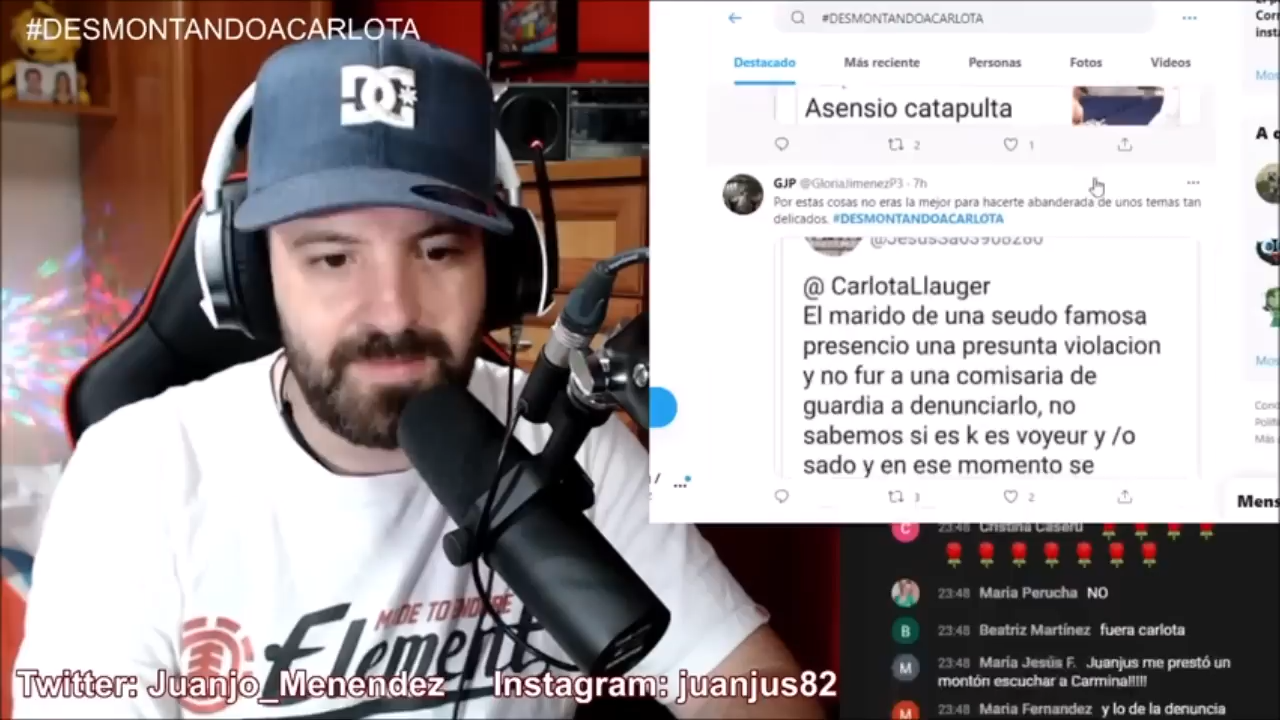 #DESMONTANDOACARLOTA
#DESMONTANDOACARLOTA
Destacado
Más reciente
Personas
Fotos
Videos
Asensio catapulta
2
1
GJP @GloriaJimenezP3 · 7h
Por estas cosas no eras la mejor para hacerte abanderada de unos temas tan
delicados. #DESMONTANDOACARLOTA
@ CarlotaLlauger
El marido de una seudo famosa
presencio una presunta violacion
y no fur a una comisaria de
guardia a denunciarlo, no
sabemos si es k es voyeur y /o
sado y en ese momento se
3
2
DC
MADE TO ENDURE
Element
Twitter: Juanjo_Menendez
Instagram: juanjus82
C
23:48 Cristina Caseru
23:48 Maria Perucha NO
B
23:48 Beatriz Martínez fuera carlota
M
23:48 María Jesús F. Juanjus me prestó un
montón escuchar a Carmina!!!!!
M
23:48 Maria Fernandez y lo de la denuncia